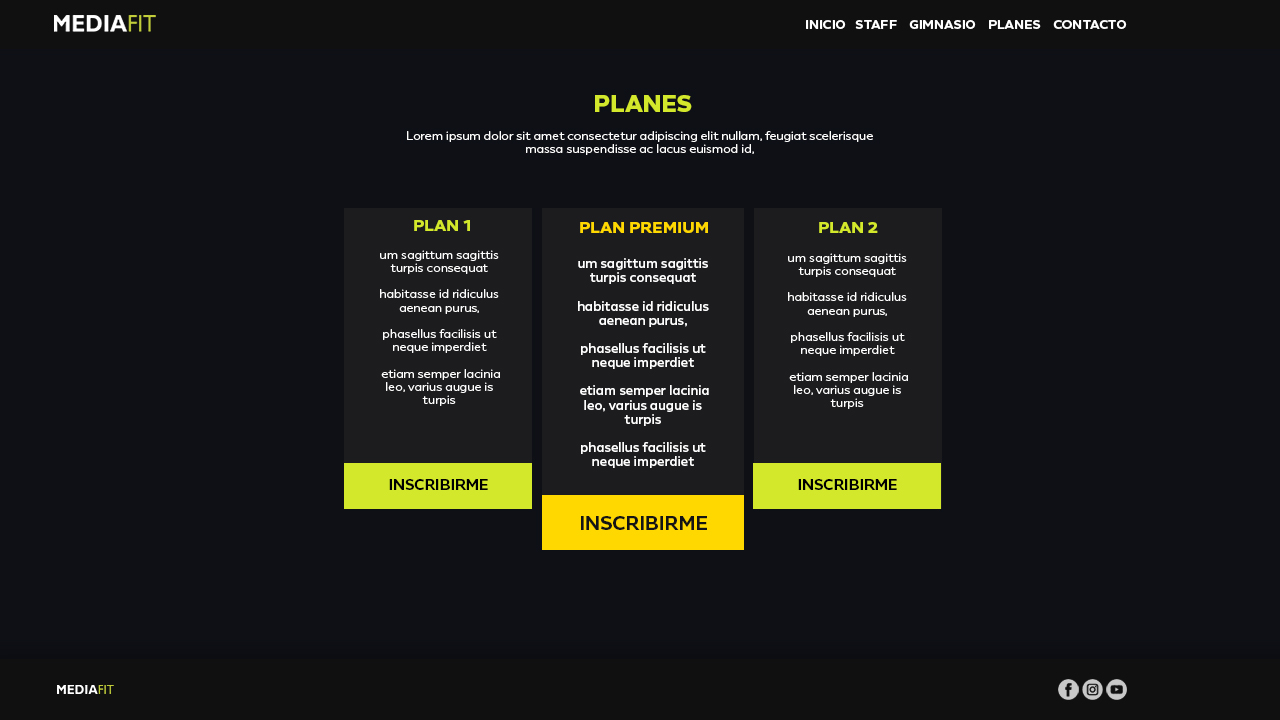 MEDIAFIT
INICIO STAFF GIMNASIO PLANES CONTACTO
PLANES
Lorem ipsum dolor sit amet consectetur adipiscing elit nullam, feugiat scelerisque
massa suspendisse ac lacus euismod id,
PLAN 1
um sagittum sagittis
turpis consequat
habitasse id ridiculus
aenean purus,
phasellus facilisis ut
neque imperdiet
etiam semper lacinia
leo, varius augue is
turpis
INSCRIBIRME
PLAN PREMIUM
um sagittum sagittis
turpis consequat
habitasse id ridiculus
aenean purus,
phasellus facilisis ut
neque imperdiet
etiam semper lacinia
leo, varius augue is
turpis
phasellus facilisis ut
neque imperdiet
INSCRIBIRME
PLAN 2
um sagittum sagittis
turpis consequat
habitasse id ridiculus
aenean purus,
phasellus facilisis ut
neque imperdiet
etiam semper lacinia
leo, varius augue is
turpis
INSCRIBIRME
MEDIAFIT